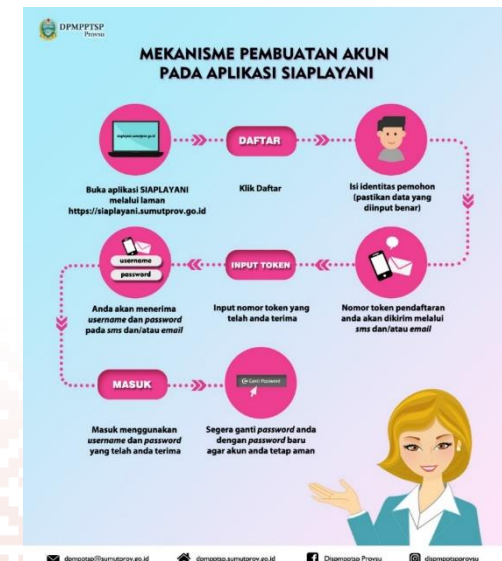 DPMPPTSP
Provsu
MEKANISME PEMBUATAN AKUN
PADA APLIKASI SIAPLAYANI
siaplayani.sumutprov.go.id
DAFTAR
Buka aplikasi SIAPLAYANI
melalui laman
https://siaplayani.sumutprov.go.id
Klik Daftar
Isi identitas pemohon
(pastikan data yang
diinput benar)
username
password
INPUT TOKEN
Anda akan menerima
username dan password
pada sms dan/atau email
Input nomor token yang
telah anda terima
Nomor token pendaftaran
anda akan dikirim melalui
sms dan/atau email
MASUK
Ganti Password
Masuk menggunakan
username dan password
yang telah anda terima
Segera ganti password anda
dengan password baru
agar akun anda tetap aman
dpmpptsp@sumutprov.go.id
dpmpptsp.sumutprov.go.id
Dispmpptsp Provsu
dispmpptspprovsu